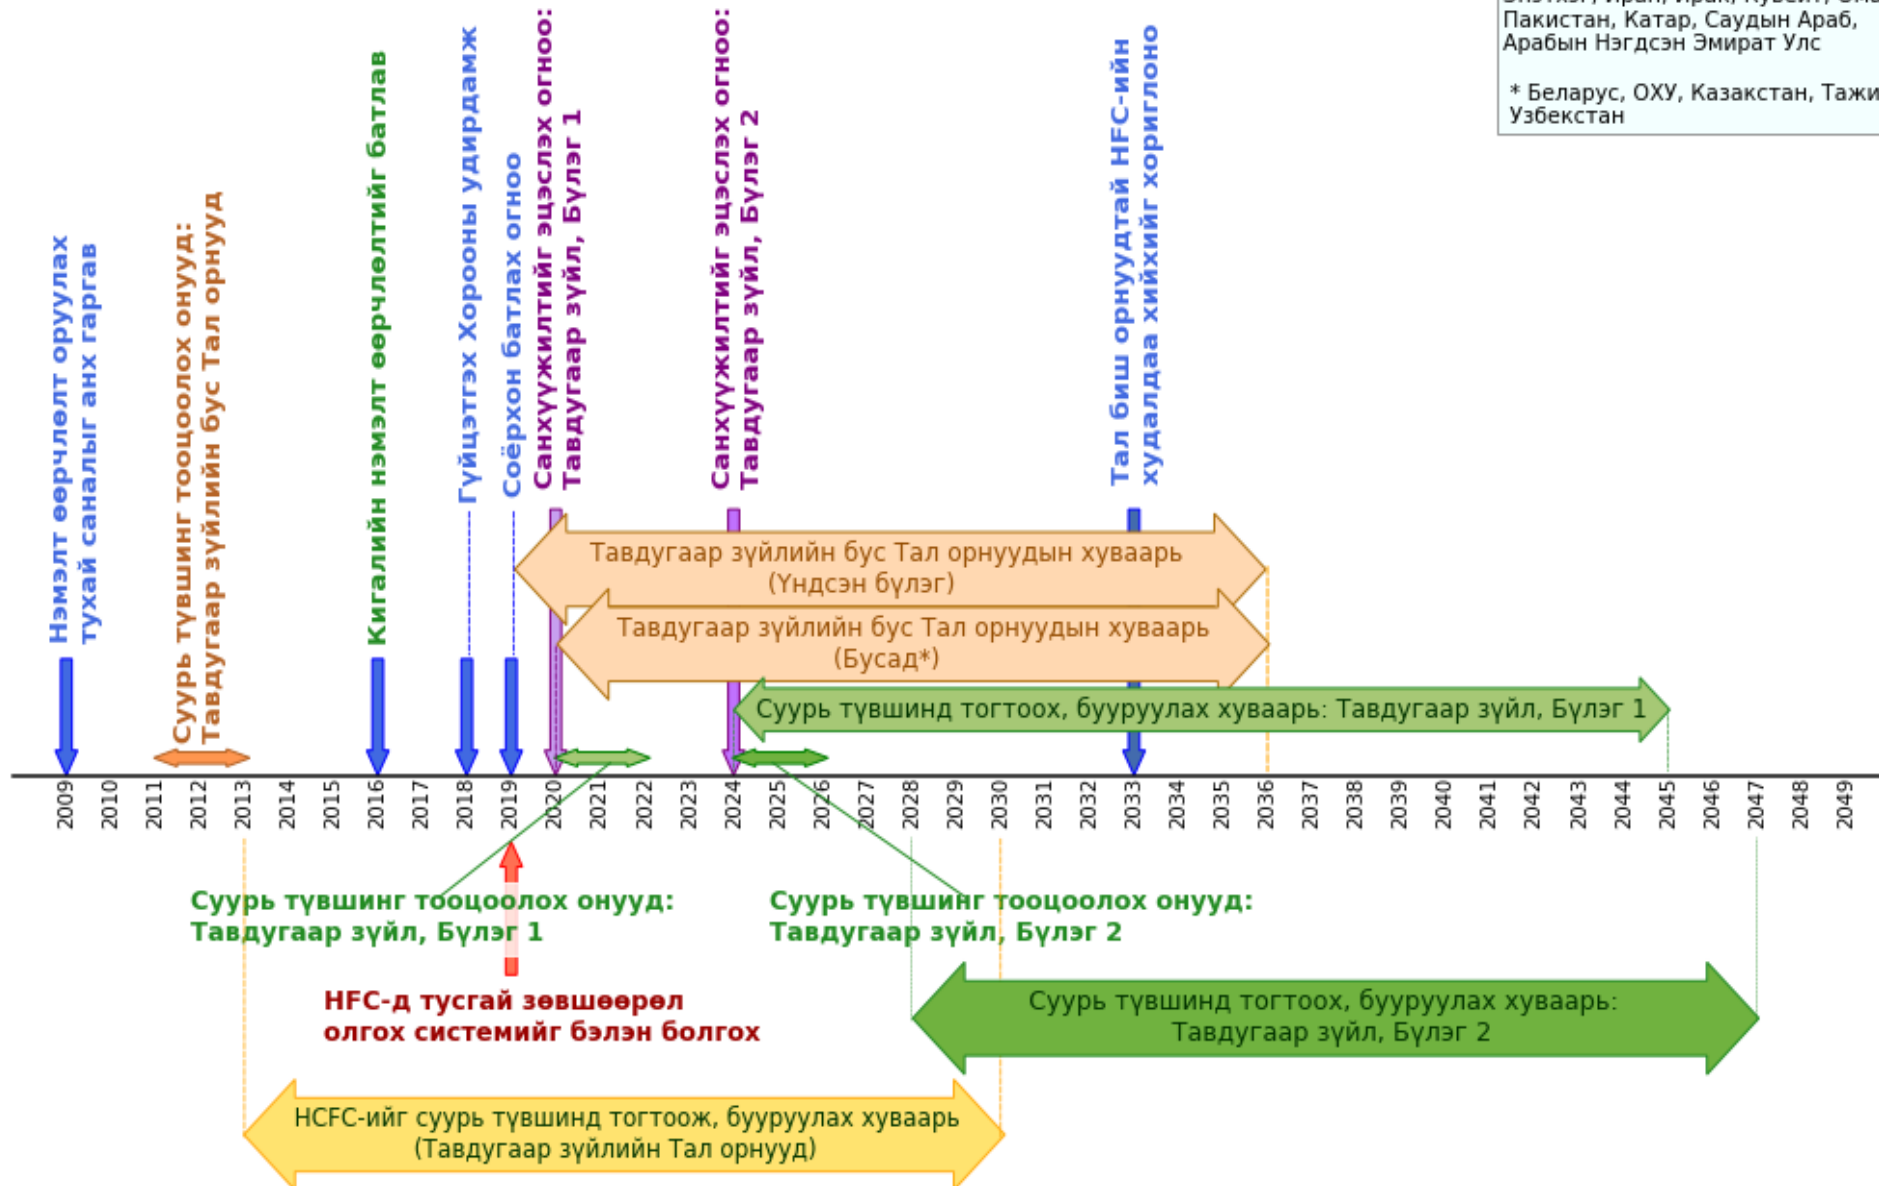 Пакистан, Катар, Саудын Араб,
Арабын Нэгдсэн Эмират Улс
* Беларус, ОХУ, Казакстан,
Узбекстан
Нэмэлт өөрчлөлт оруулах
тухай саналыг анх гаргав
Суурь түвшинг тооцоолох онууд:
Тавдугаар зүйлийн бус Тал орнууд
Кигалийн нэмэлт өөрчлөлтийг батлав
Гүйцэтгэх Хорооны удирдамж
Соёрхон батлах огноо
Санхүүжилтийг эцэслэх огноо:
Тавдугаар зүйл, Бүлэг 1
Санхүүжилтийг эцэслэх огноо:
Тавдугаар зүйл, Бүлэг 2
Тал биш орнуудтай HFC-ийн
худалдаа хийхийг хориглоно
Тавдугаар зүйлийн бус Тал орнуудын хуваарь
(Үндсэн бүлэг)
Тавдугаар зүйлийн бус Тал орнуудын хуваарь
(Бусад*)
Суурь түвшинд тогтоох, бууруулах хуваарь: Тавдугаар зүйл, Бүлэг 1
2009 2010 2011 2012 2013 2014 2015 2016 2017 2018 2019 2020 2021 2022 2023 2024 2025 2026 2027 2028 2029 2030 2031 2032 2033 2034 2035 2036 2037 2038 2039 2040 2041 2042 2043 2044 2045 2046 2047 2048 2049
Суурь түвшинг тооцоолох онууд:
Тавдугаар зүйл, Бүлэг 1
Суурь түвшинг тооцоолох онууд:
Тавдугаар зүйл, Бүлэг 2
HFC-д тусгай зөвшөөрөл
олгох системийг бэлэн болгох
Суурь түвшинд тогтоох, бууруулах хуваарь:
Тавдугаар зүйл, Бүлэг 2
HCFC-ийг суурь түвшинд тогтоож, бууруулах хуваарь
(Тавдугаар зүйлийн Тал орнууд)